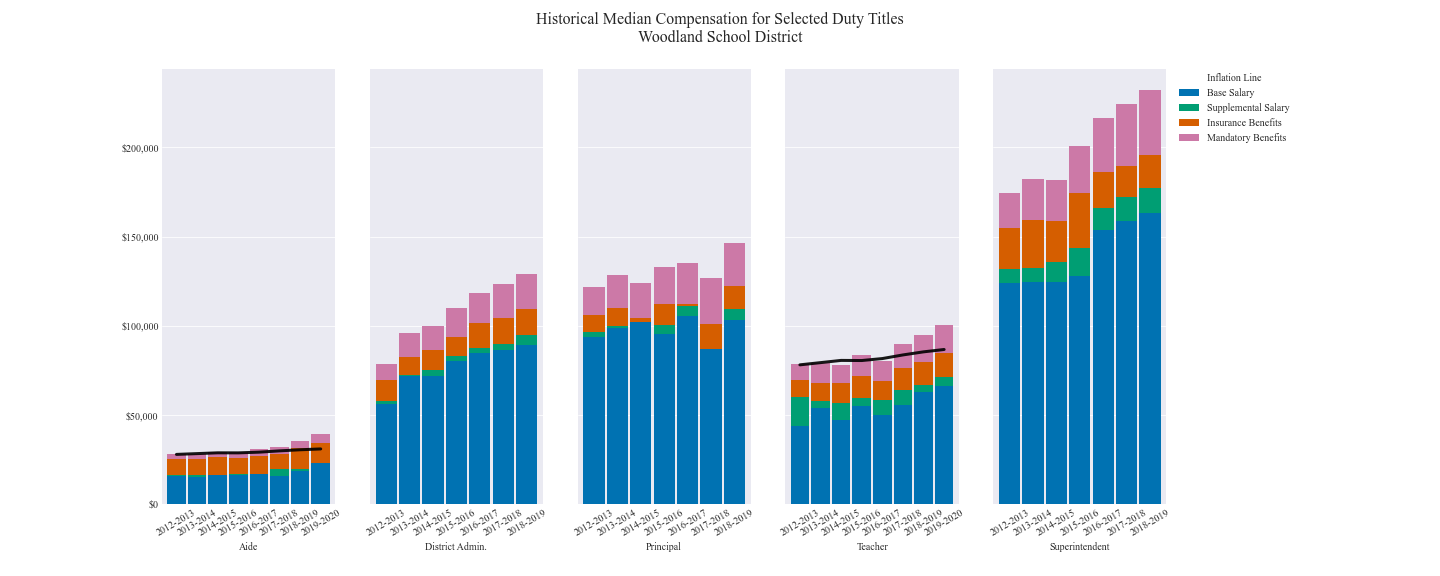 Historical Median Compensation for Selected Duty Titles
Woodland School District
Inflation Line
Base Salary
Supplemental Salary
Insurance Benefits
Mandatory Benefits
$200,000
$150,000
$100,000
$50,000
$0
2012-2013 2013-2014 2014-2015 2015-2016 2016-2017 2017-2018 2018-2019 2019-2020
Aide
2012-2013 2013-2014 2014-2015 2015-2016 2016-2017 2017-2018 2018-2019
District Admin.
2012-2013 2013-2014 2014-2015 2015-2016 2016-2017 2017-2018 2018-2019
Principal
2012-2013 2013-2014 2014-2015 2015-2016 2016-2017 2017-2018 2018-2019 2019-2020
Teacher
2012-2013 2013-2014 2014-2015 2015-2016 2016-2017 2017-2018 2018-2019
Superintendent